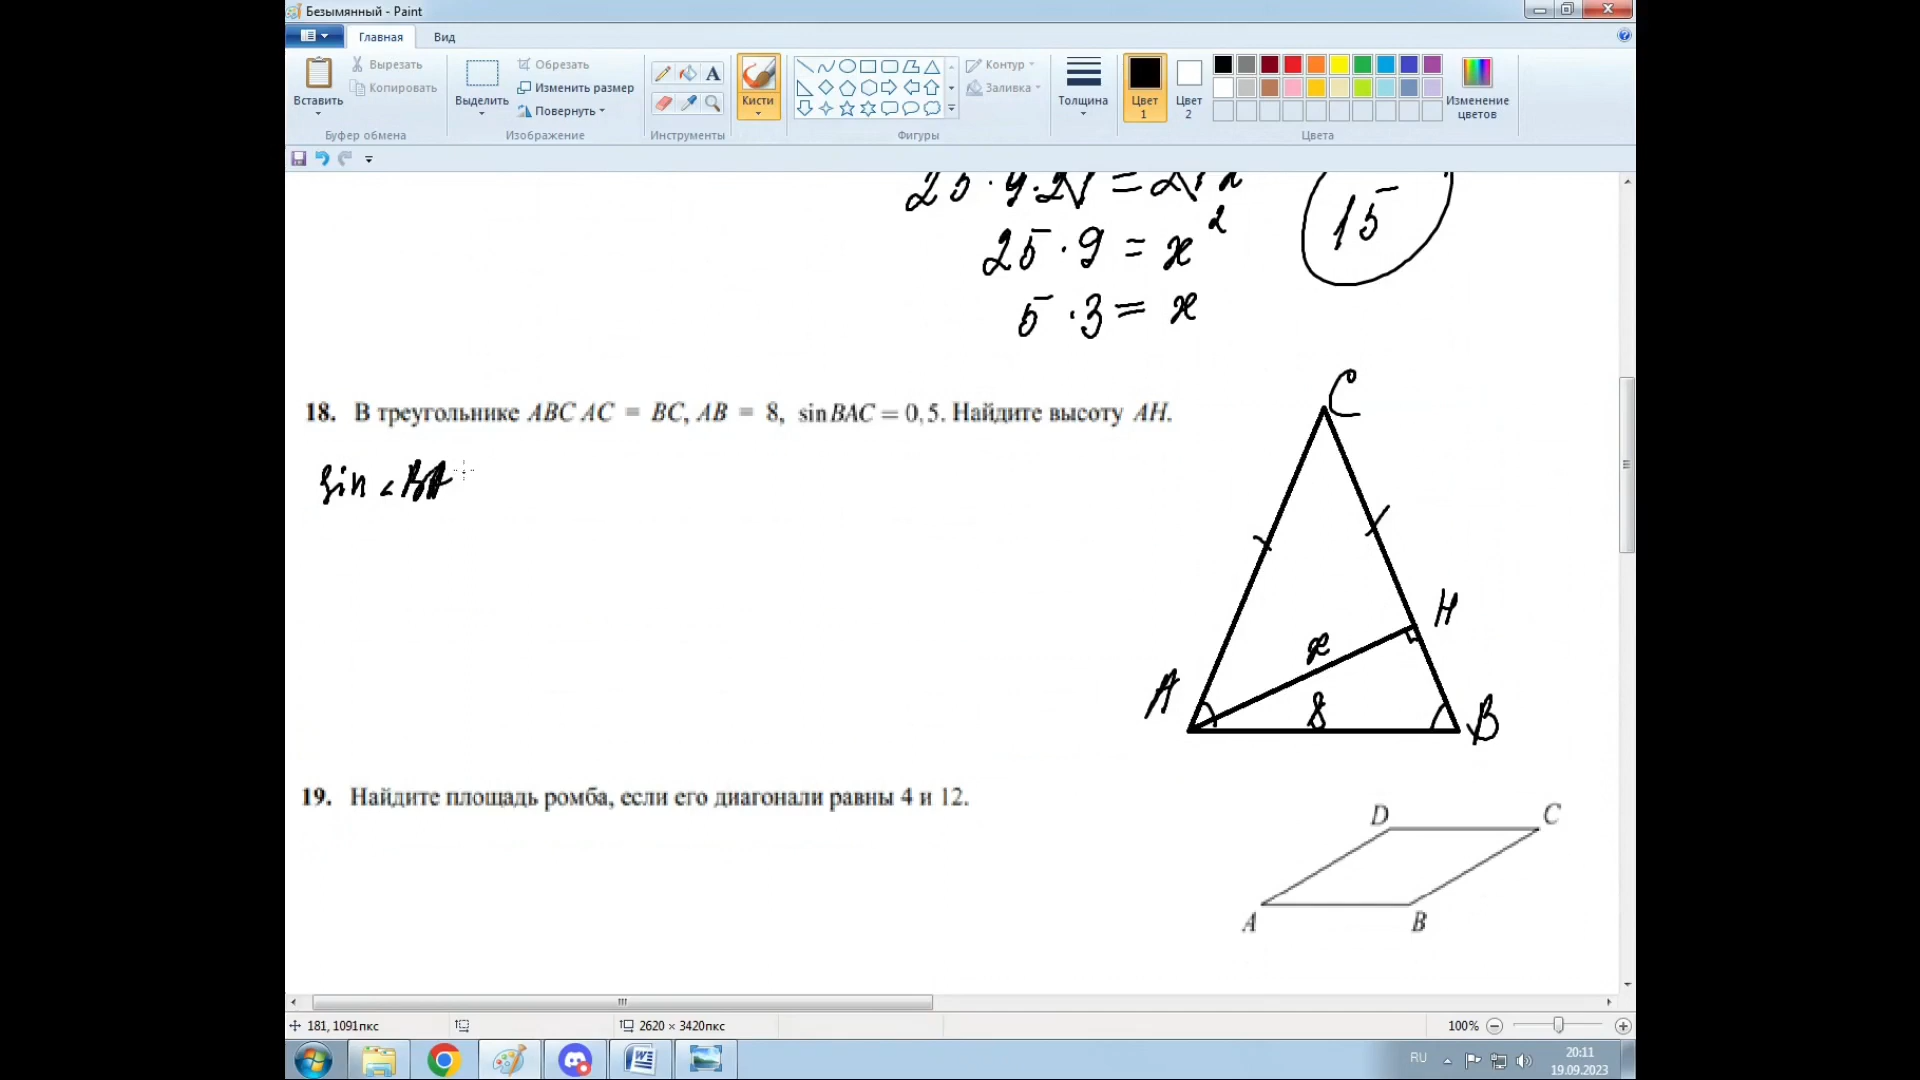 Безымянный - Paint
Главная Вид
Вставить
Вырезать
Копировать
Буфер обмена
Выделить
Обрезать
Изменить размер
Повернуть
Изображение
A
Инструменты
Кисти
Контур
Заливка
Фигуры
Толщина
Цвет 1
Цвет 2
Изменение цветов
Цвета
25 · 9 = x²
15
5 · 3 = x
18. В треугольнике ABC AC = BC, AB = 8, sin BAC = 0,5. Найдите высоту AH.
sin ∠BA
C
H
x
A
8
B
19. Найдите площадь ромба, если его диагонали равны 4 и 12.
D C
A B
181, 1091пкс
2620 × 3420пкс
100%
RU
20:11
19.09.2023